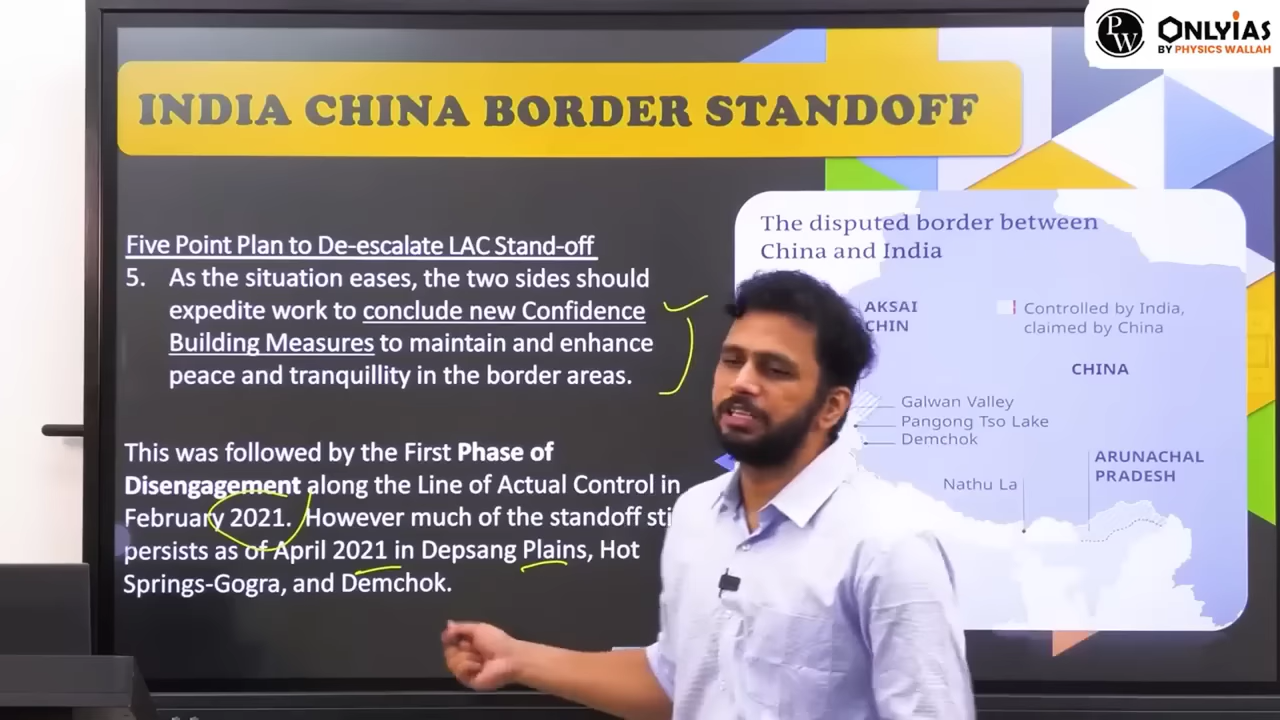 PW
ONLYIAS
BY PHYSICS WALLAH
INDIA CHINA BORDER STANDOFF
Five Point Plan to De-escalate LAC Stand-off
5. As the situation eases, the two sides should
expedite work to conclude new Confidence
Building Measures to maintain and enhance
peace and tranquillity in the border areas.
This was followed by the First Phase of
Disengagement along the Line of Actual Control in
February 2021. However much of the standoff sti
persists as of April 2021 in Depsang Plains, Hot
Springs-Gogra, and Demchok.
The disputed border between
China and India
AKSAI
CHIN
Controlled by India,
claimed by China
CHINA
Galwan Valley
Pangong Tso Lake
Demchok
ARUNACHAL
PRADESH
Nathu La